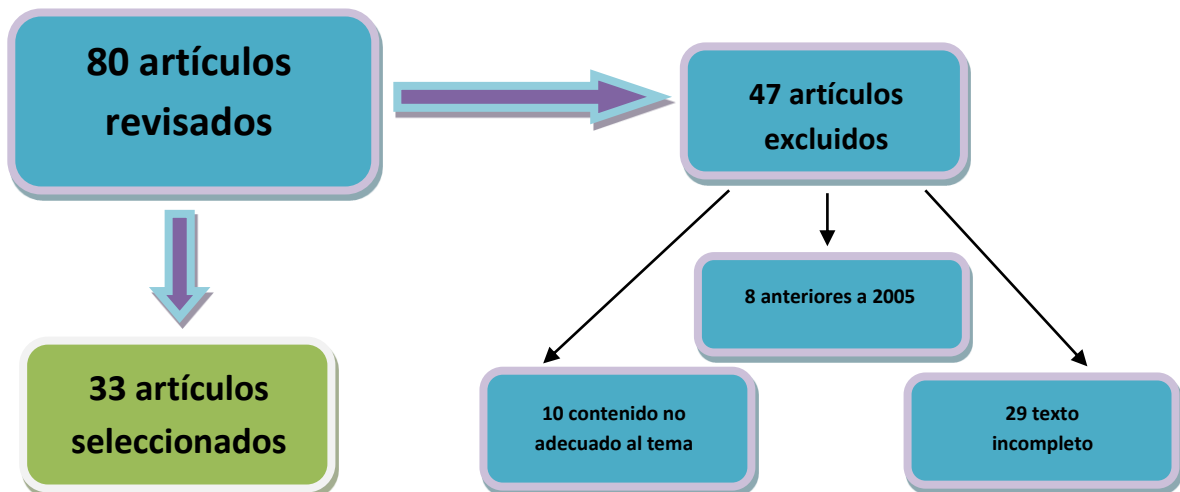 80 artículos
revisados
47 artículos
excluidos
8 anteriores a 2005
33 artículos
seleccionados
10 contenido no
adecuado al tema
29 texto
incompleto